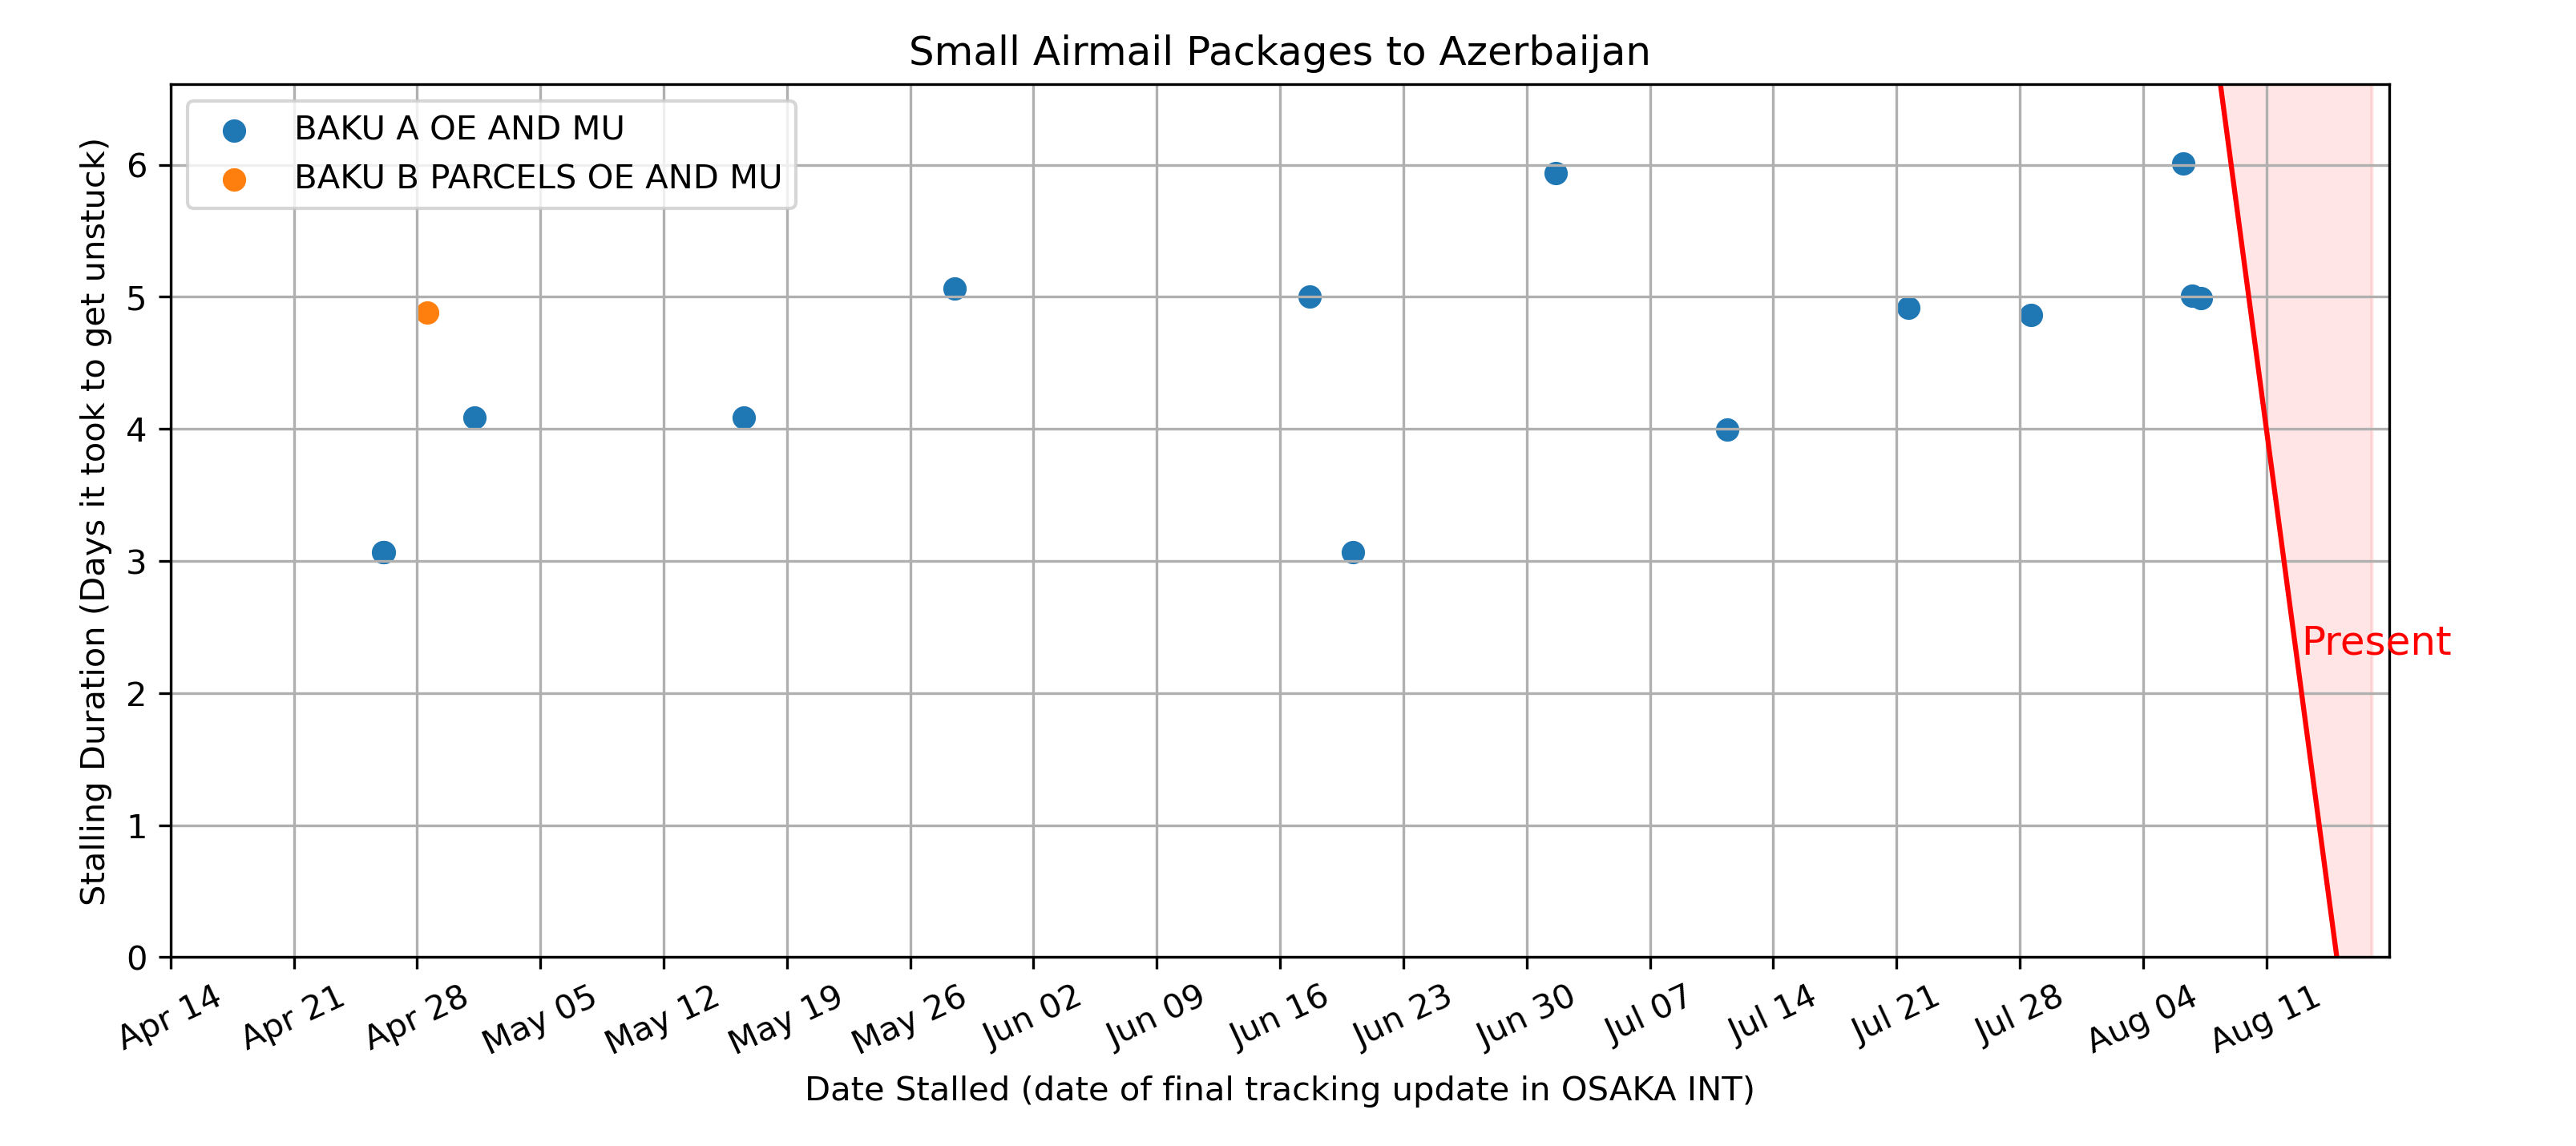 Small Airmail Packages to Azerbaijan
BAKU A OE AND MU
BAKU B PARCELS OE AND MU
Stalling Duration (Days it took to get unstuck)
6
5
4
3
2
1
0
Present
Apr 14
Apr 21
Apr 28
May 05
May 12
May 19
May 26
Jun 02
Jun 09
Jun 16
Jun 23
Jun 30
Jul 07
Jul 14
Jul 21
Jul 28
Aug 04
Aug 11
Date Stalled (date of final tracking update in OSAKA INT)